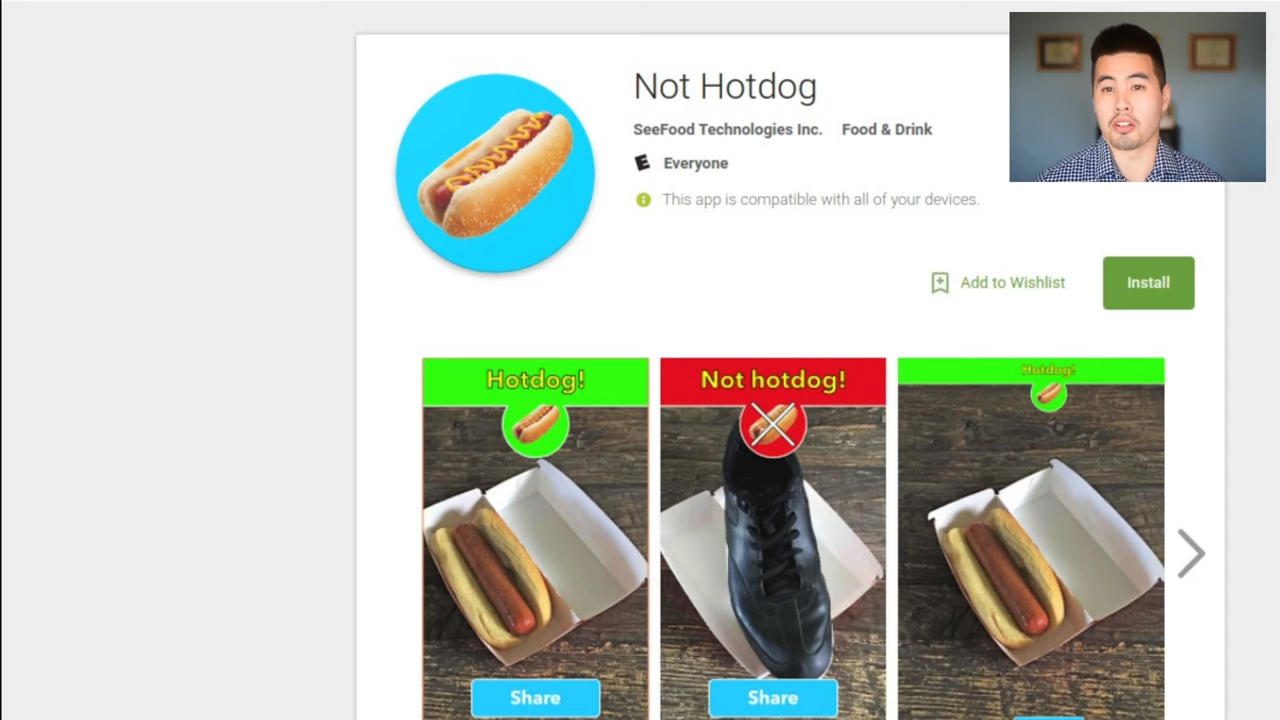 Not Hotdog
SeeFood Technologies Inc. Food & Drink
E Everyone
This app is compatible with all of your devices.
Add to Wishlist
Install
Hotdog!
Not hotdog!
Hotdog!
Share
Share